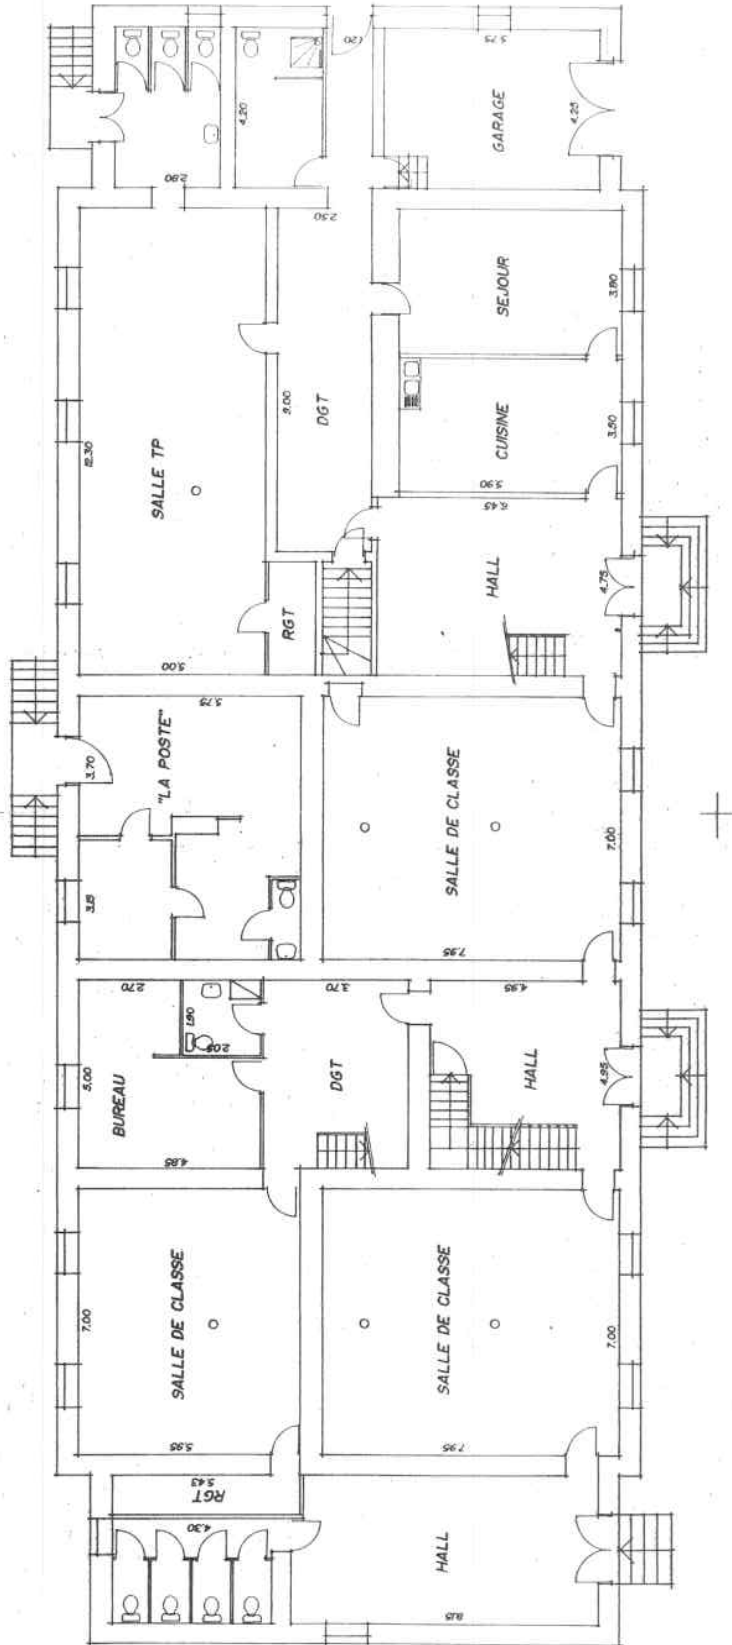 1.20
5.75
4.20
GARAGE
4.25
2.80
2.50
SEJOUR
3.80
9.00
DGT
12.30
SALLE TP
CUISINE
3.50
5.90
6.45
HALL
4.75
RGT
5.00
5.75
"LA POSTE"
3.70
SALLE DE CLASSE
7.00
3.15
7.95
2.70
1.90
2.05
3.70
4.95
5.00
BUREAU
DGT
HALL
4.95
4.85
SALLE DE CLASSE
7.00
SALLE DE CLASSE
7.00
5.95
7.95
5.43
RGT
4.30
HALL
8.15